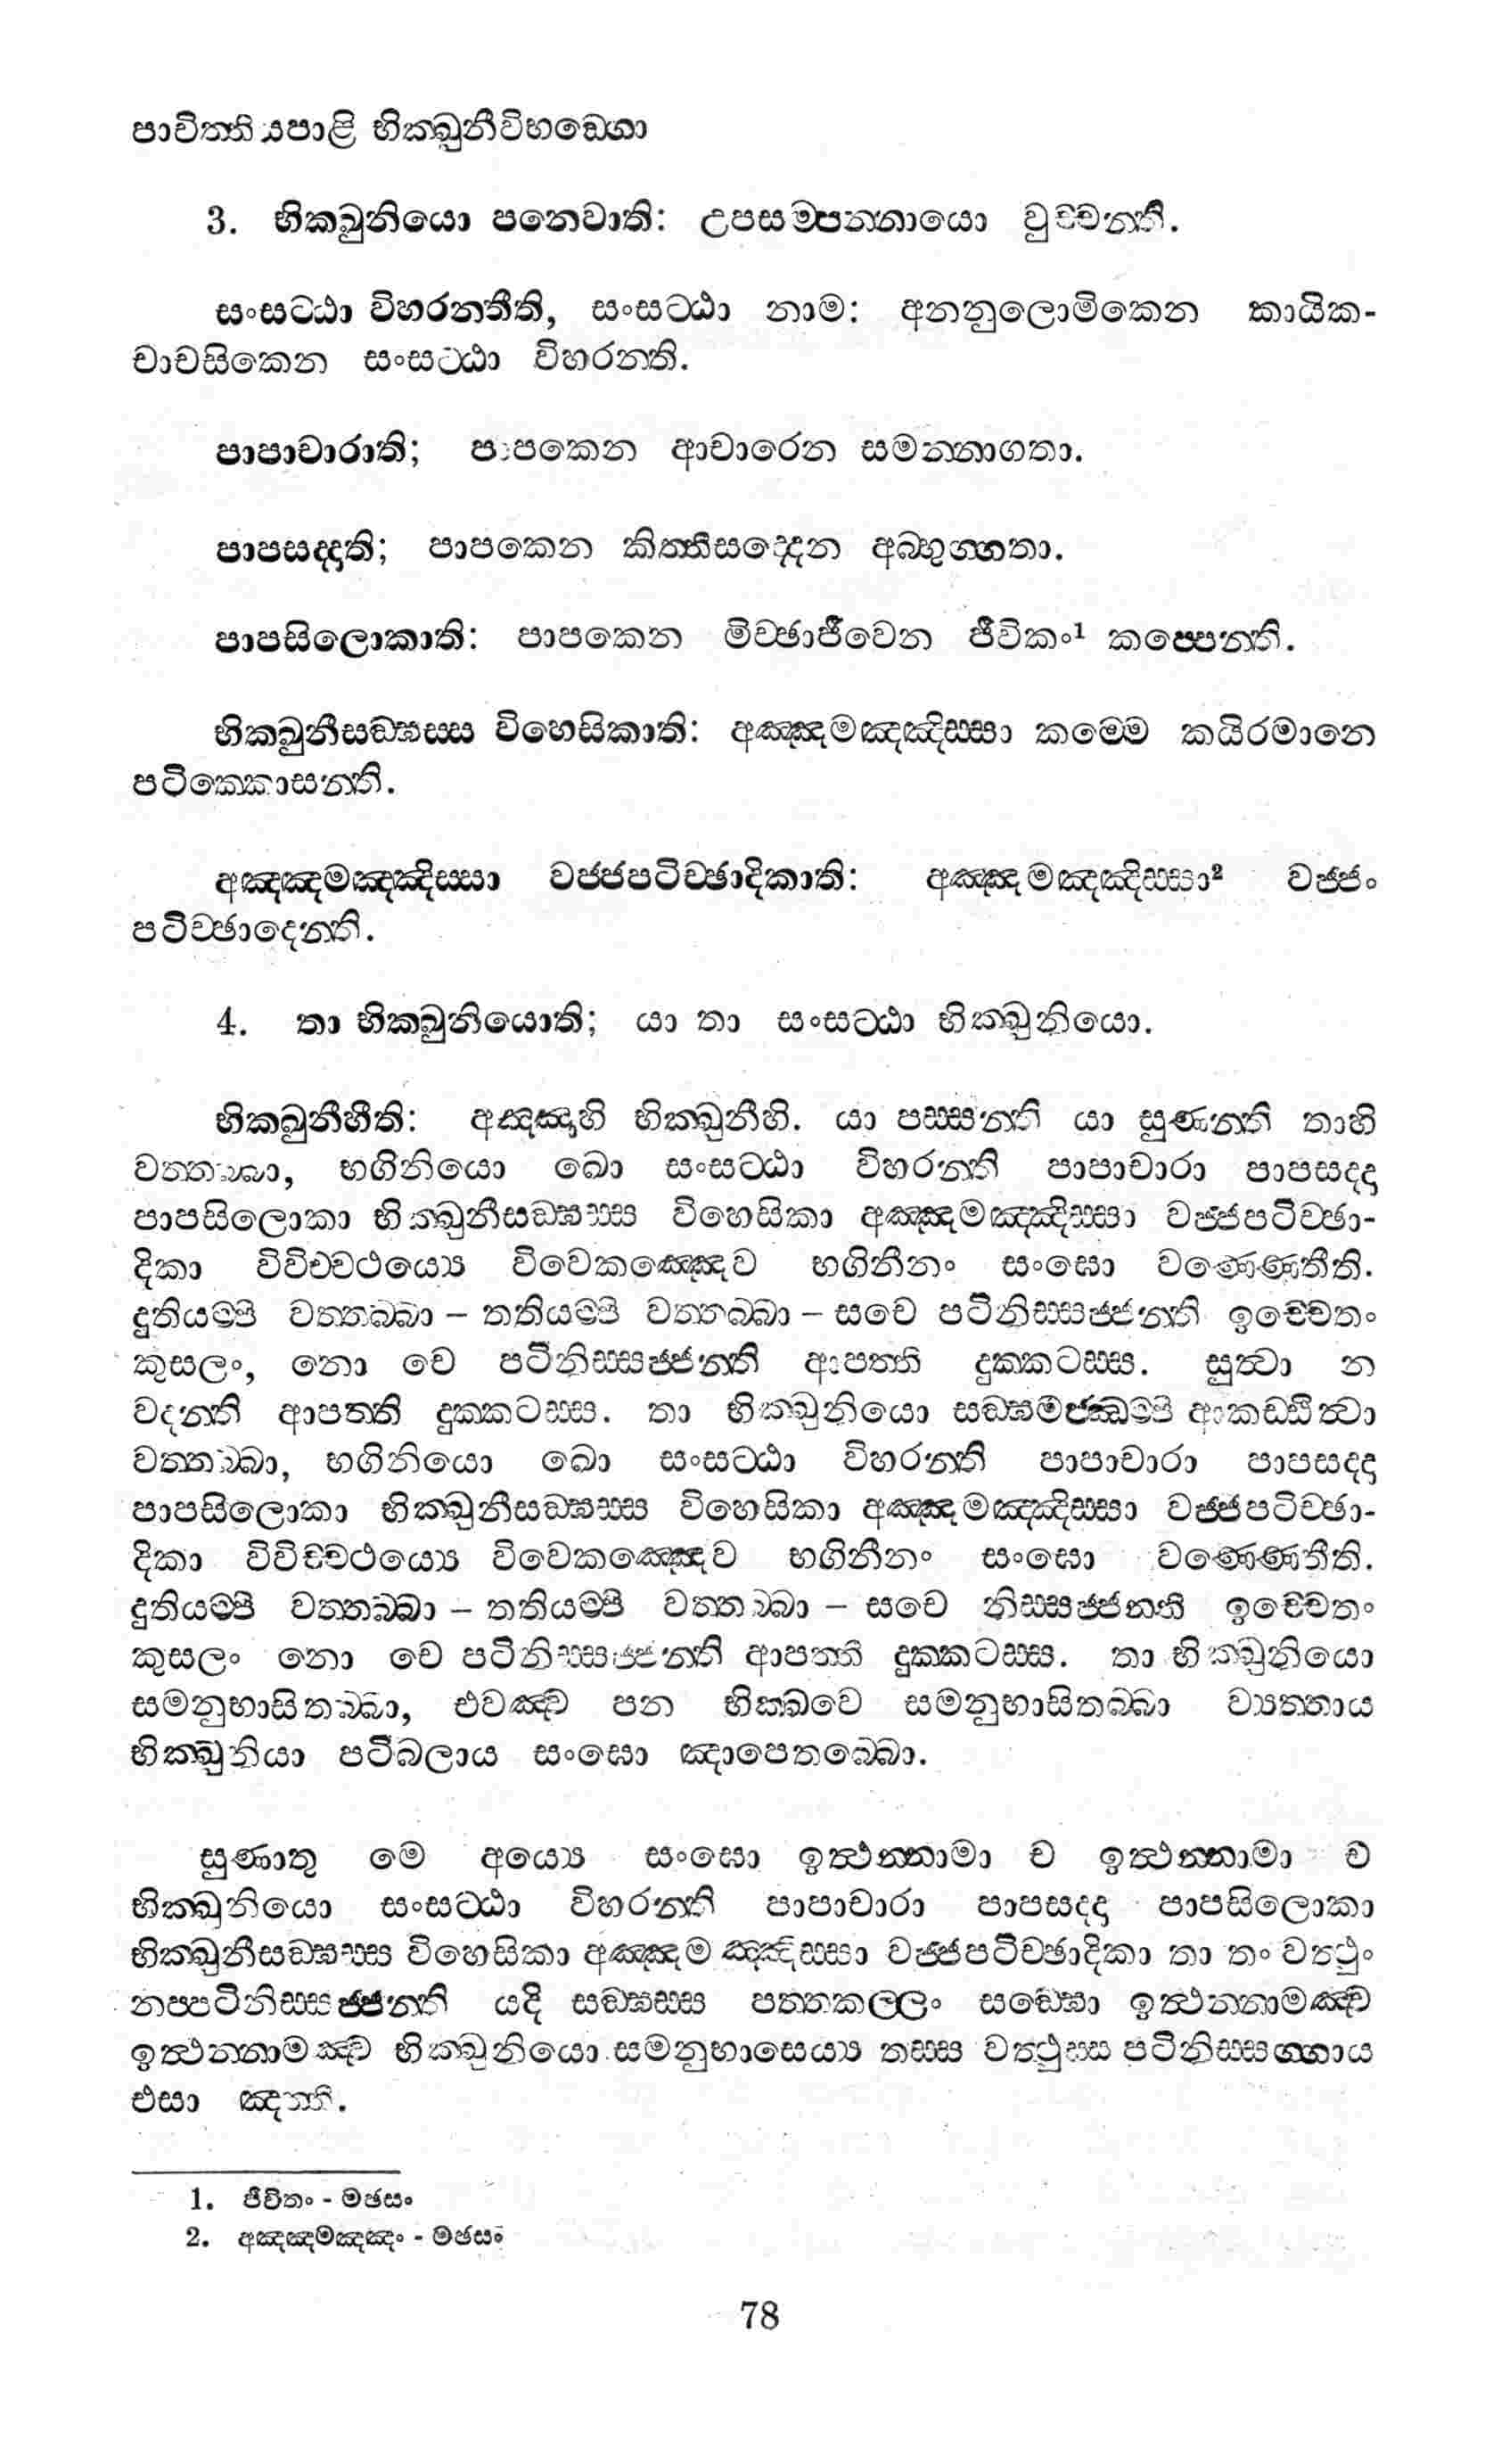 පාචිත්තියපාළි භික්ඛුනීවිභඞ්ගො
3. භික්ඛුනියො පනෙවාති: උපසම්පන්නායො වුච්චන්ති.
සංසට්ඨා විහරන්තීති, සංසට්ඨා නාම: අනනුලොමිකෙන කායික-
වාචසිකෙන සංසට්ඨා විහරන්ති.
පාපාචාරාති; පාපකෙන ආචාරෙන සමන්නාගතා.
පාපසද්දාති; පාපකෙන කිත්තිසද්දෙන අබ්භුග්ගතා.
පාපසිලොකාති: පාපකෙන මිච්ඡාජීවෙන ජීවිකං¹ කප්පෙන්ති.
භික්ඛුනීසඞ්ඝස්ස විහෙසිකාති: අඤ්ඤමඤ්ඤිස්සා කම්මෙ කයිරමානෙ
පටික්කොසන්ති.
අඤ්ඤමඤ්ඤිස්සා වජ්ජපටිච්ඡාදිකාති: අඤ්ඤමඤ්ඤිස්සා² වජ්ජං
පටිච්ඡාදෙන්ති.
4. තා භික්ඛුනියොති; යා තා සංසට්ඨා භික්ඛුනියො.
භික්ඛුනීහීති: අඤ්ඤාහි භික්ඛුනීහි. යා පස්සන්ති යා සුණන්ති තාහි
වත්තබ්බා, භගිනියො ඛො සංසට්ඨා විහරන්ති පාපාචාරා පාපසද්දා
පාපසිලොකා භික්ඛුනීසඞ්ඝස්ස විහෙසිකා අඤ්ඤමඤ්ඤිස්සා වජ්ජපටිච්ඡා-
දිකා විවිච්චථය්‍යෙ විවෙකඤ්ඤෙව භගිනීනං සංඝො වණ්ණෙතීති.
දුතියම්පි වත්තබ්බා – තතියම්පි වත්තබ්බා – සචෙ පටිනිස්සජ්ජන්ති ඉච්චෙතං
කුසලං, නො චෙ පටිනිස්සජ්ජන්ති ආපත්ති දුක්කටස්ස. සුත්වා න
වදන්ති ආපත්ති දුක්කටස්ස. තා භික්ඛුනියො සඞ්ඝමජ්ඣම්පි ආකඩ්ඪිත්වා
වත්තබ්බා, භගිනියො ඛො සංසට්ඨා විහරන්ති පාපාචාරා පාපසද්දා
පාපසිලොකා භික්ඛුනීසඞ්ඝස්ස විහෙසිකා අඤ්ඤමඤ්ඤිස්සා වජ්ජපටිච්ඡා-
දිකා විවිච්චථය්‍යෙ විවෙකඤ්ඤෙව භගිනීනං සංඝො වණ්ණෙතීති.
දුතියම්පි වත්තබ්බා – තතියම්පි වත්තබ්බා – සචෙ නිස්සජ්ජන්ති ඉච්චෙතං
කුසලං නො චෙ පටිනිස්සජ්ජන්ති ආපත්ති දුක්කටස්ස. තා භික්ඛුනියො
සමනුභාසිතබ්බා, එවඤ්ච පන භික්ඛවෙ සමනුභාසිතබ්බා ව්‍යත්තාය
භික්ඛුනියා පටිබලාය සංඝො ඤාපෙතබ්බො.
සුණාතු මෙ අය්‍යෙ සංඝො ඉත්ථන්නාමා ච ඉත්ථන්නාමා ච
භික්ඛුනියො සංසට්ඨා විහරන්ති පාපාචාරා පාපසද්දා පාපසිලොකා
භික්ඛුනීසඞ්ඝස්ස විහෙසිකා අඤ්ඤමඤ්ඤිස්සා වජ්ජපටිච්ඡාදිකා තා තං වත්ථුං
නප්පටිනිස්සජ්ජන්ති යදි සඞ්ඝස්ස පත්තකල්ලං සඞ්ඝො ඉත්ථන්නාමඤ්ච
ඉත්ථන්නාමඤ්ච භික්ඛුනියො සමනුභාසෙය්‍ය තස්ස වත්ථුස්ස පටිනිස්සග්ගාය
එසා ඤත්ති.
1. ජීවිතං - මඡසං
2. අඤ්ඤමඤ්ඤං - මඡසං
78